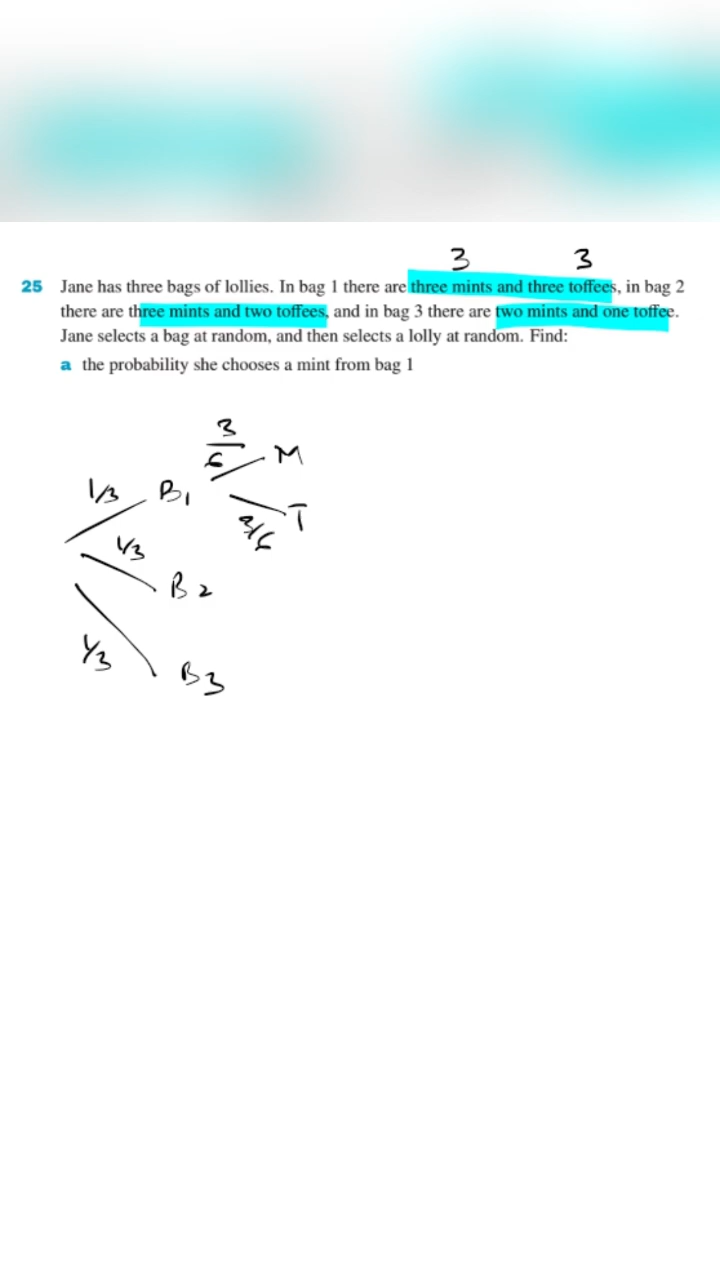 3 3
25 Jane has three bags of lollies. In bag 1 there are three mints and three toffees, in bag 2
there are three mints and two toffees, and in bag 3 there are two mints and one toffee.
Jane selects a bag at random, and then selects a lolly at random. Find:
a the probability she chooses a mint from bag 1
3/6 M
1/3 B1
3/6 T
1/3
B2
1/3
B3